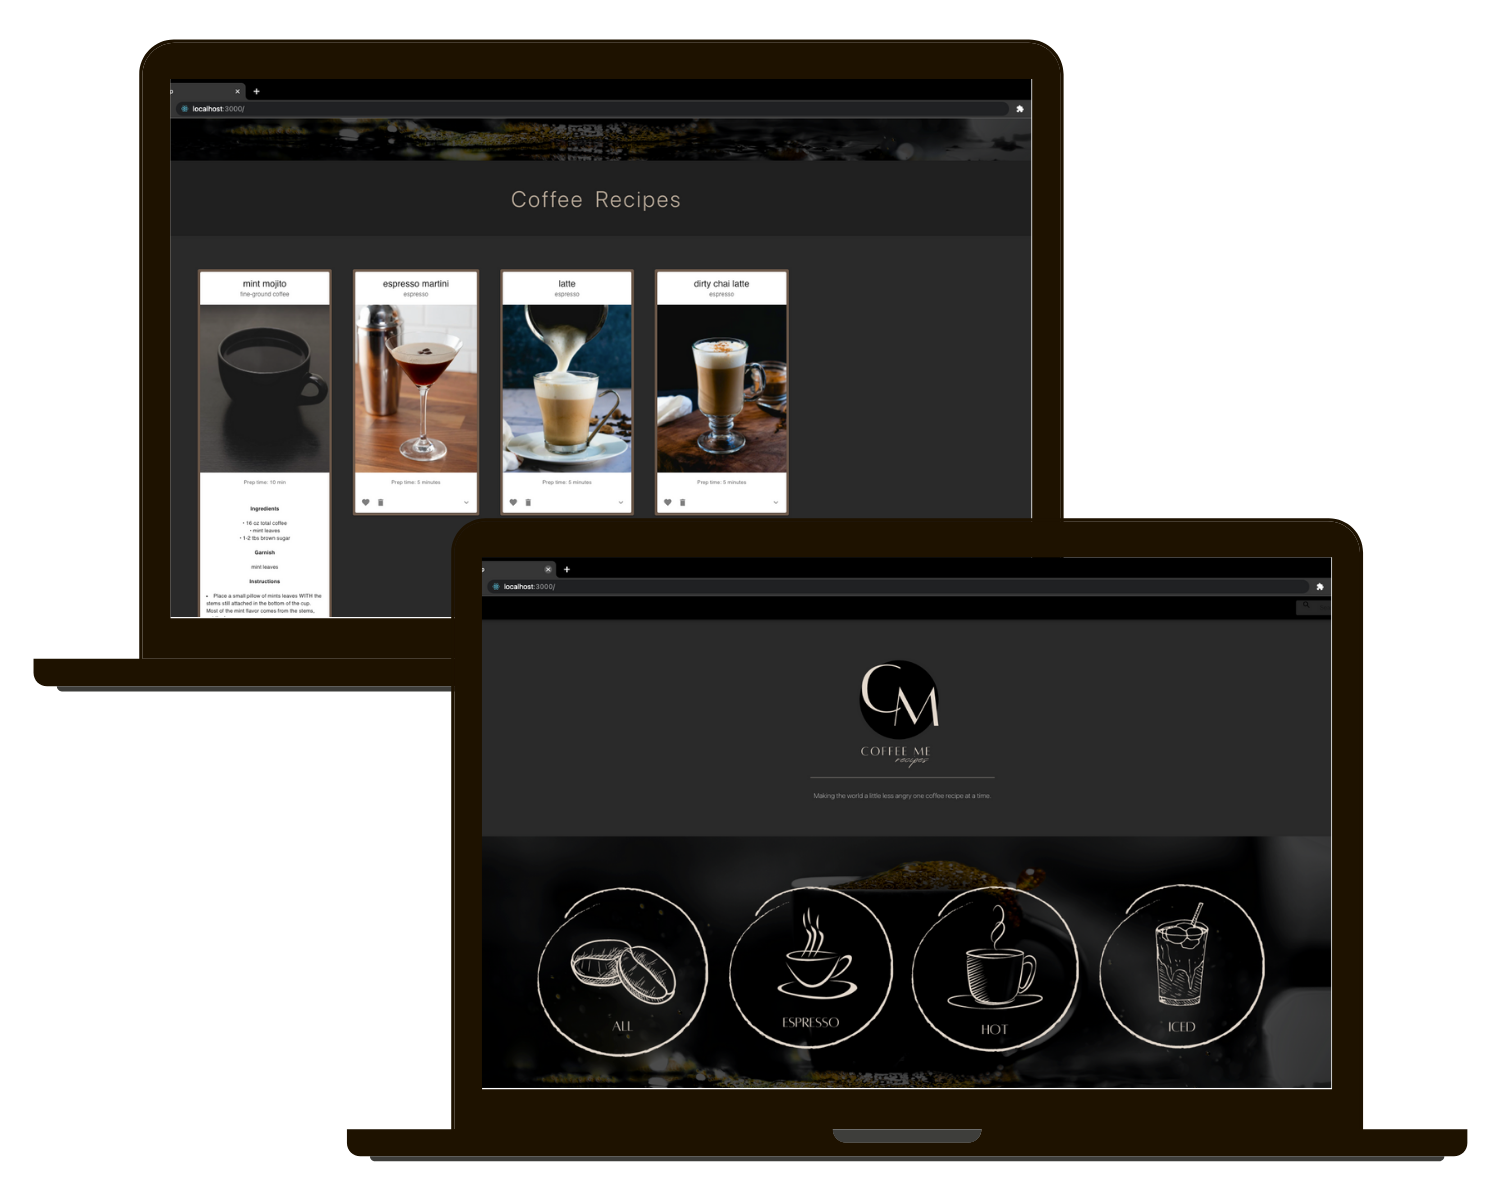 localhost:3000/
Coffee Recipes
mint mojito
fine-ground coffee
Prep time: 10 min
Ingredients
• 16 oz total coffee
• mint leaves
• 1-2 tbs brown sugar
Garnish
mint leaves
Instructions
• Place a small pillow of mints leaves WITH the
stems still attached in the bottom of the cup.
Most of the mint flavor comes from the stems,
espresso martini
espresso
Prep time: 5 minutes
latte
espresso
Prep time: 5 minutes
dirty chai latte
espresso
Prep time: 5 minutes
localhost:3000/
CM
COFFEE ME
recipes
Making the world a little less angry one coffee recipe at a time.
ALL
ESPRESSO
HOT
ICED